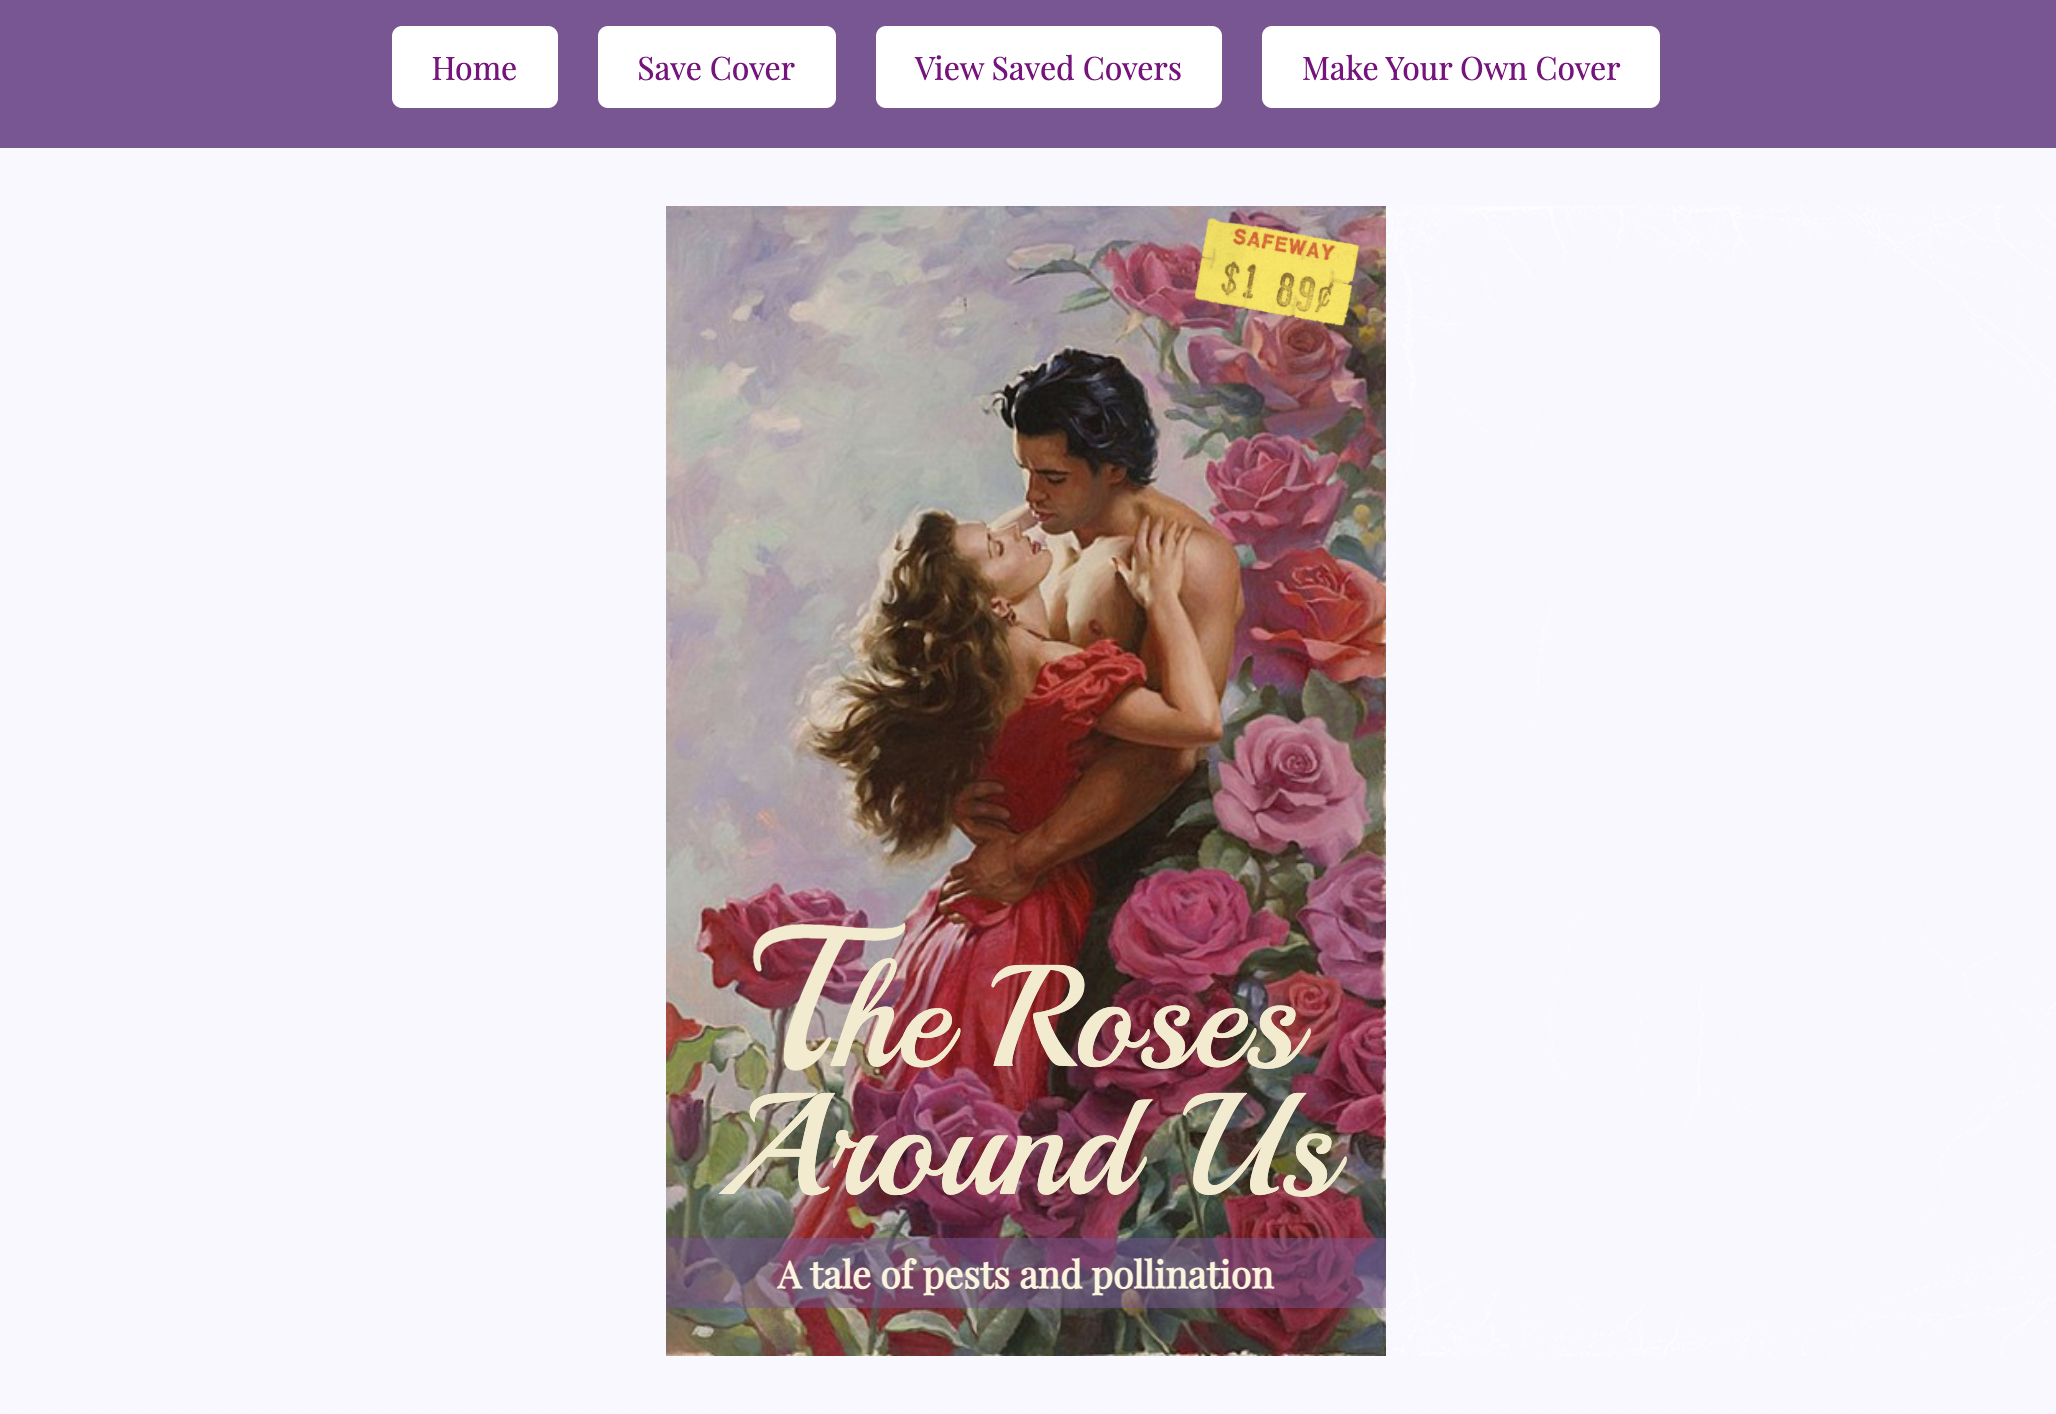 Home
Save Cover
View Saved Covers
Make Your Own Cover
SAFEWAY
$1 89¢
The Roses
Around Us
A tale of pests and pollination